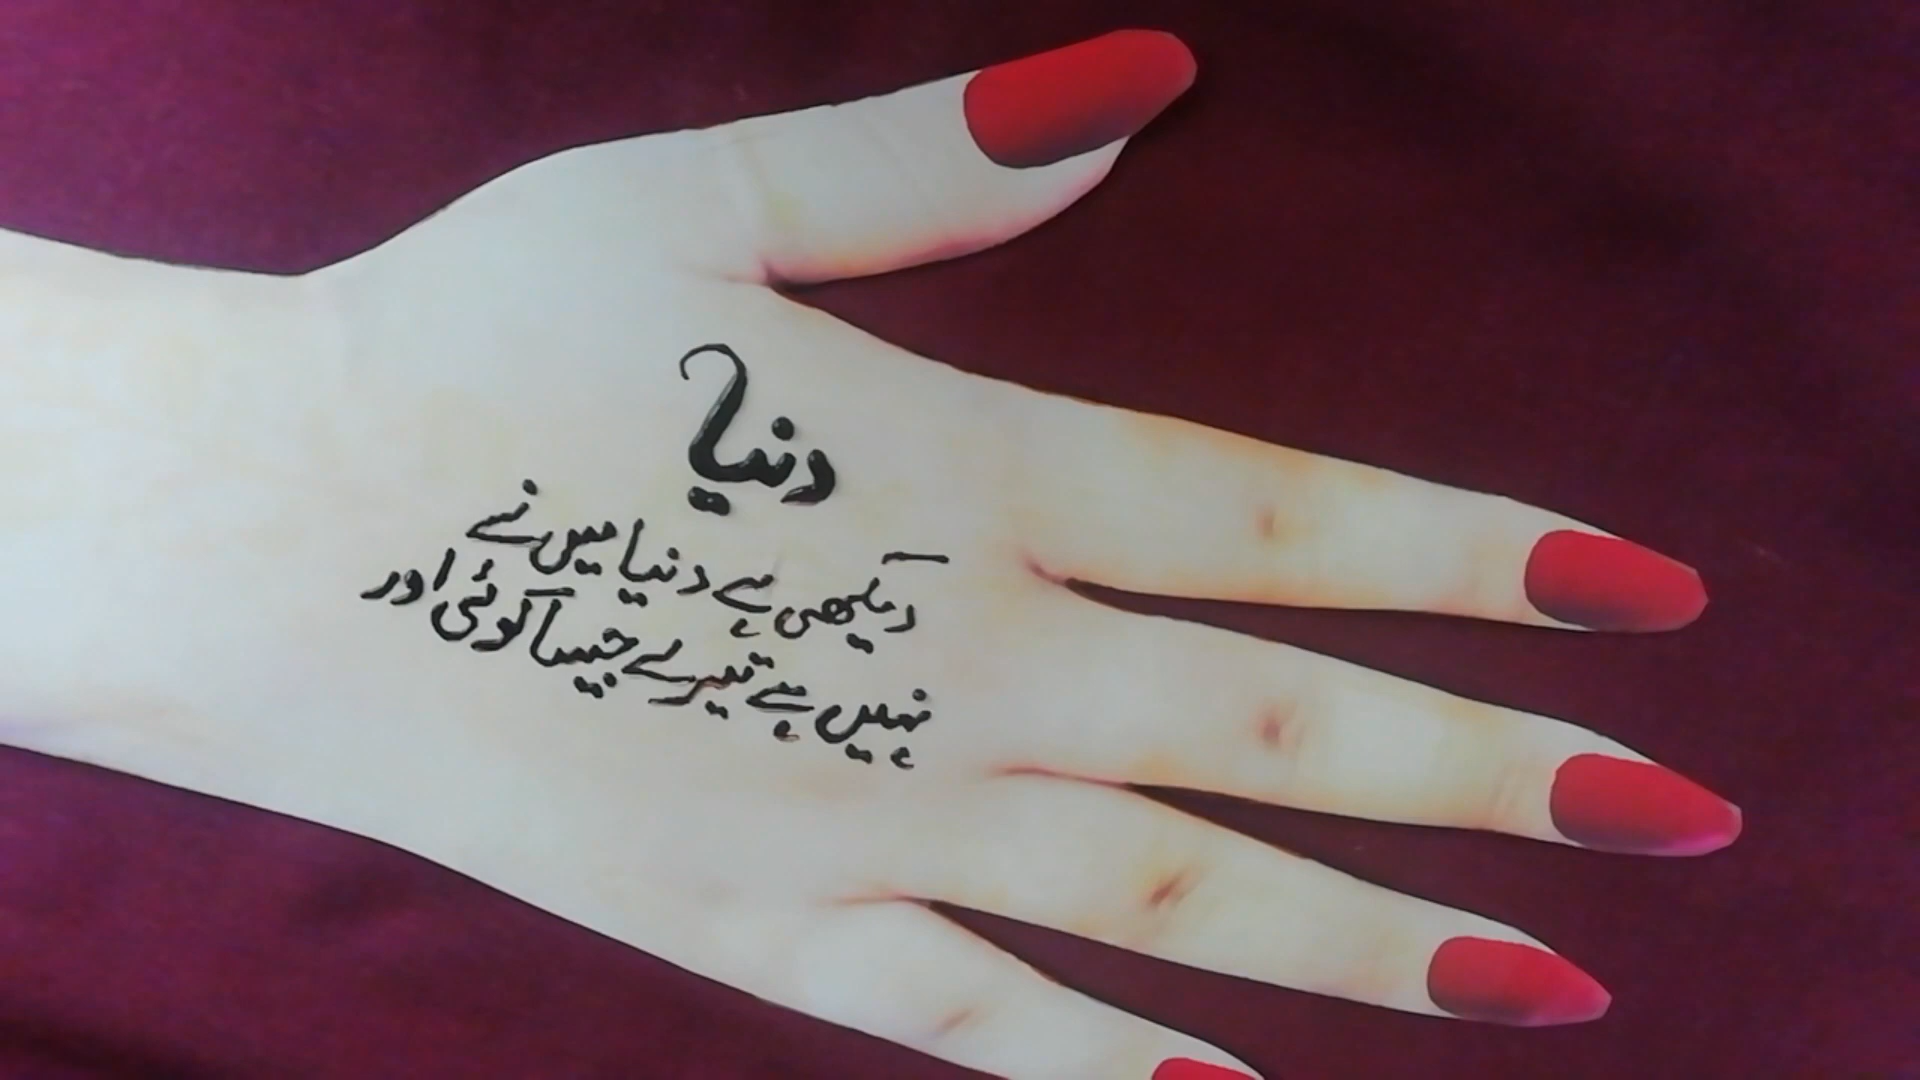 دنیا
دیکھی ہے دنیا میں نے
نہیں ہے تیرے جیسا کوئی اور